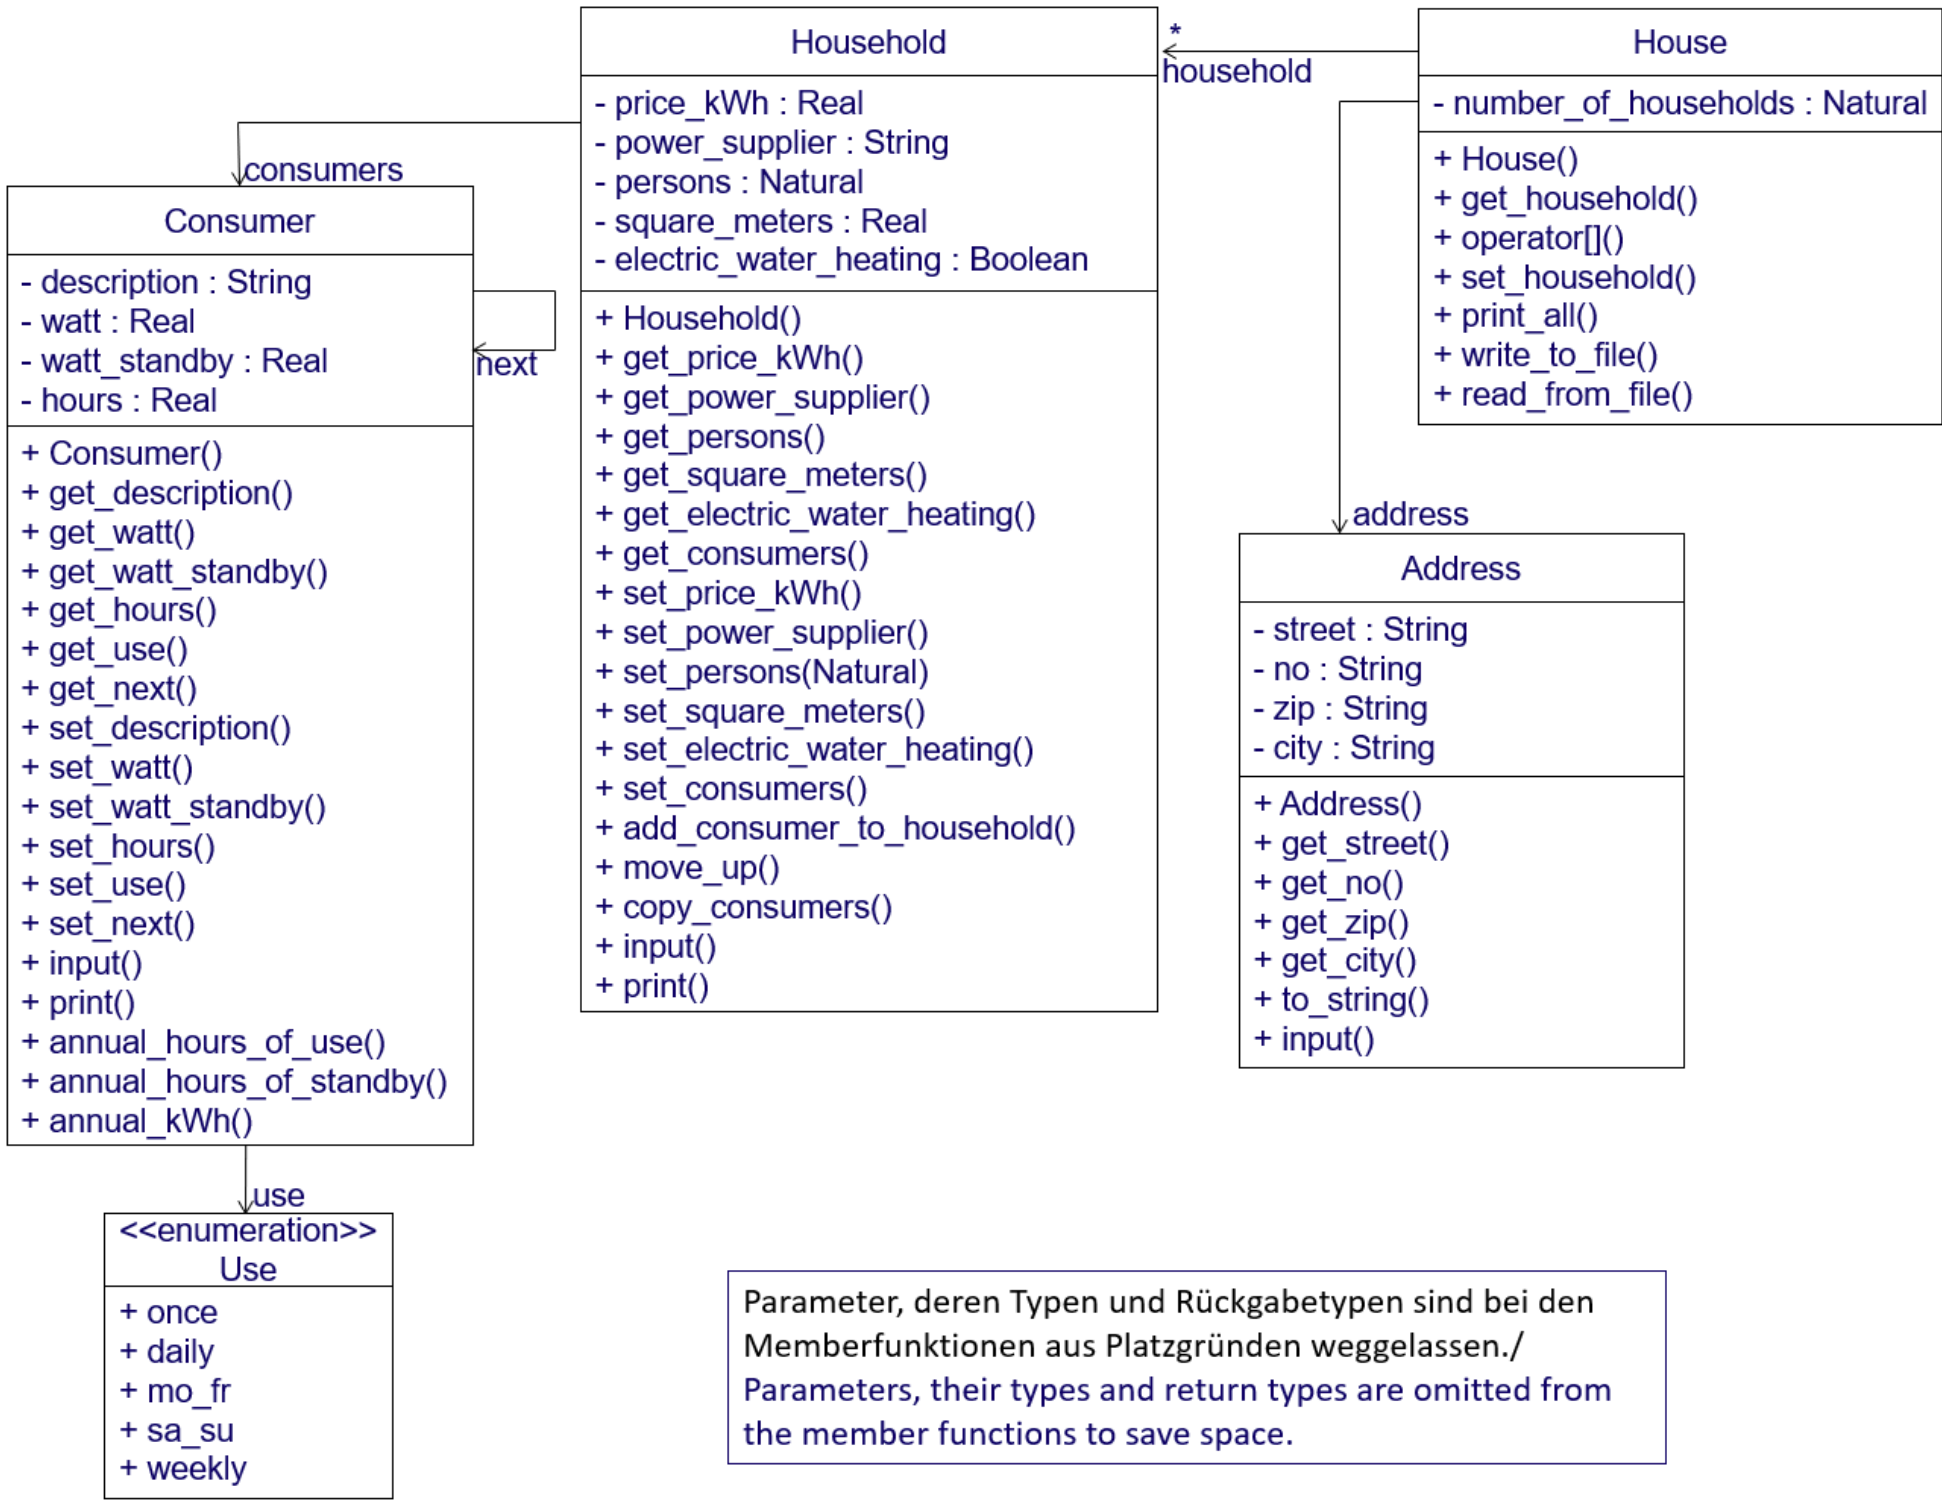 Household
- price_kWh : Real
- power_supplier : String
- persons : Natural
- square_meters : Real
- electric_water_heating : Boolean
+ Household()
+ get_price_kWh()
+ get_power_supplier()
+ get_persons()
+ get_square_meters()
+ get_electric_water_heating()
+ get_consumers()
+ set_price_kWh()
+ set_power_supplier()
+ set_persons(Natural)
+ set_square_meters()
+ set_electric_water_heating()
+ set_consumers()
+ add_consumer_to_household()
+ move_up()
+ copy_consumers()
+ input()
+ print()
*
household
House
- number_of_households : Natural
+ House()
+ get_household()
+ operator[]()
+ set_household()
+ print_all()
+ write_to_file()
+ read_from_file()
consumers
Consumer
- description : String
- watt : Real
- watt_standby : Real
- hours : Real
+ Consumer()
+ get_description()
+ get_watt()
+ get_watt_standby()
+ get_hours()
+ get_use()
+ get_next()
+ set_description()
+ set_watt()
+ set_watt_standby()
+ set_hours()
+ set_use()
+ set_next()
+ input()
+ print()
+ annual_hours_of_use()
+ annual_hours_of_standby()
+ annual_kWh()
next
address
Address
- street : String
- no : String
- zip : String
- city : String
+ Address()
+ get_street()
+ get_no()
+ get_zip()
+ get_city()
+ to_string()
+ input()
use
<<enumeration>>
Use
+ once
+ daily
+ mo_fr
+ sa_su
+ weekly
Parameter, deren Typen und Rückgabetypen sind bei den
Memberfunktionen aus Platzgründen weggelassen./
Parameters, their types and return types are omitted from
the member functions to save space.